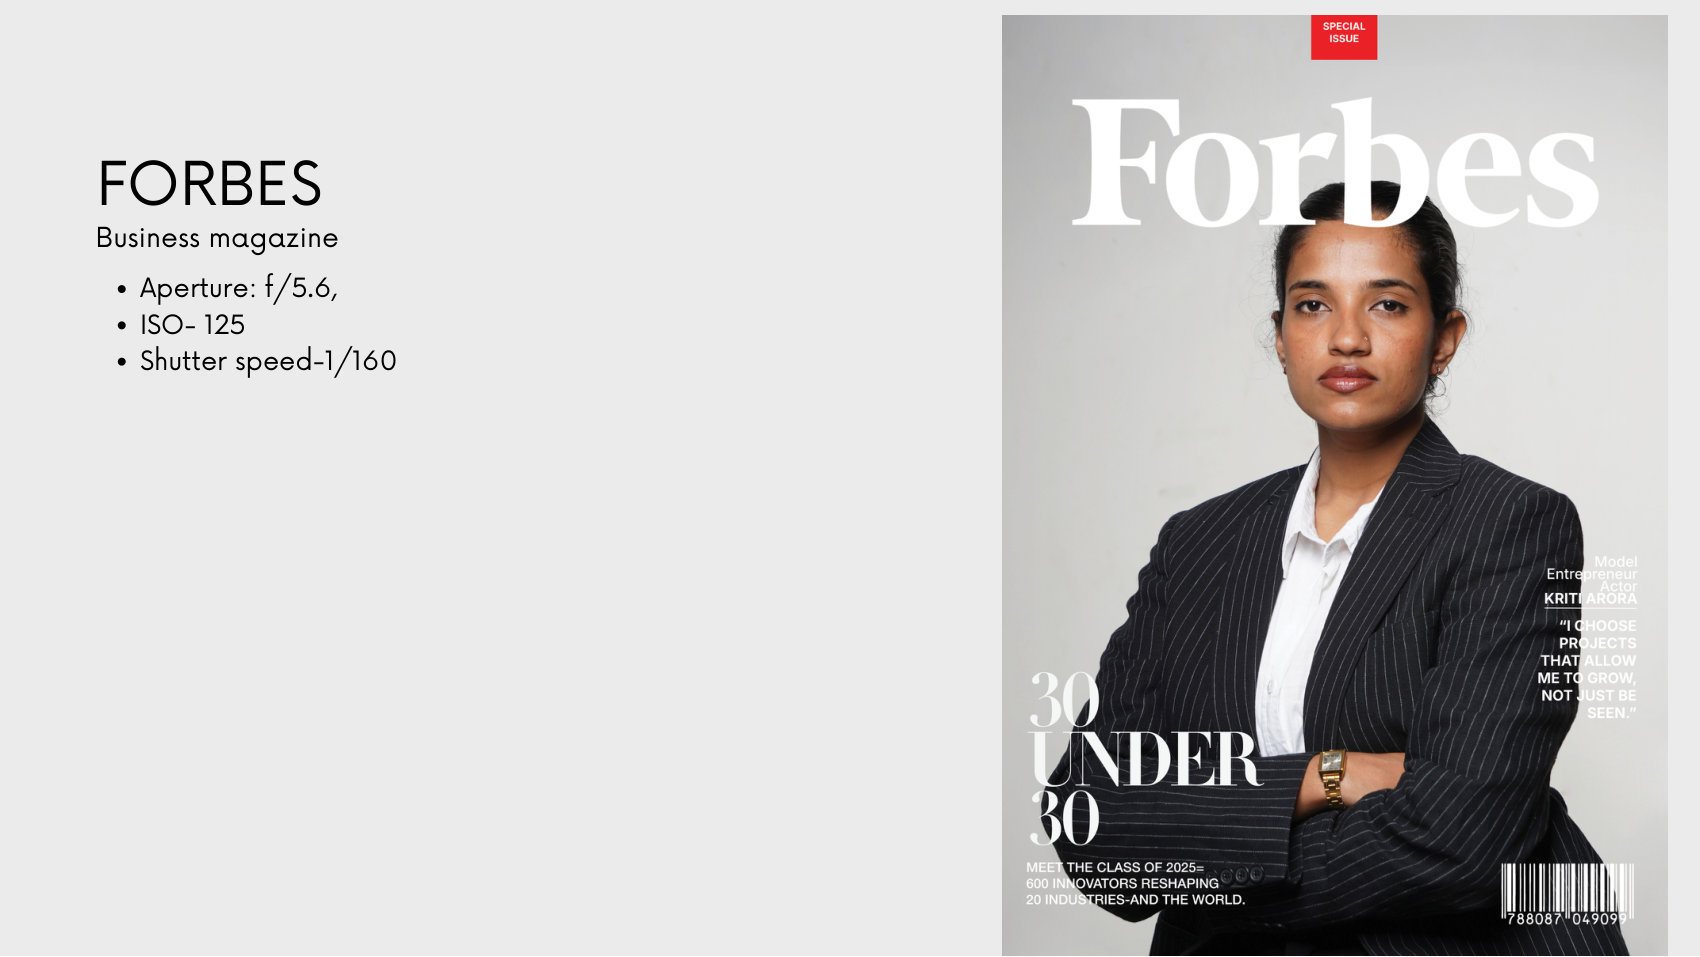 FORBES
Business magazine
• Aperture: f/5.6,
• ISO- 125
• Shutter speed-1/160
SPECIAL
ISSUE
Forbes
Model
Entrepreneur
Actor
KRITI ARORA
“I CHOOSE
PROJECTS
THAT ALLOW
ME TO GROW,
NOT JUST BE
SEEN.”
30
UNDER
30
MEET THE CLASS OF 2025=
600 INNOVATORS RESHAPING
20 INDUSTRIES-AND THE WORLD.
788087 049099